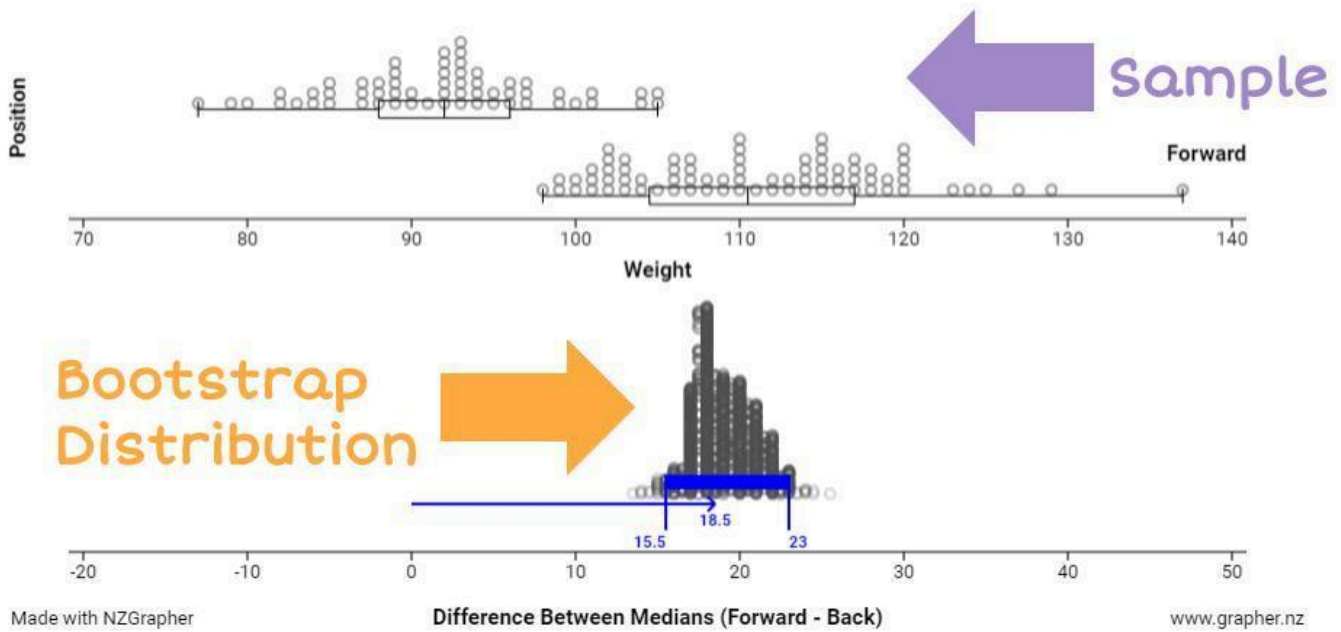 Position
Sample
Forward
70 80 90 100 110 120 130 140
Weight
Bootstrap
Distribution
18.5
15.5 23
-20 -10 0 10 20 30 40 50
Made with NZGrapher Difference Between Medians (Forward - Back) www.grapher.nz